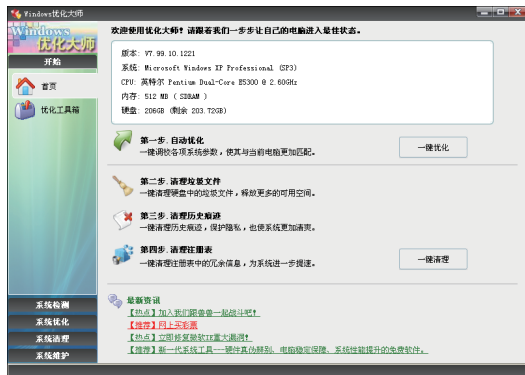 Windows优化大师
Windows
优化大师
欢迎使用优化大师！请跟着我们一步步让自己的电脑进入最佳状态。
开始
首页
优化工具箱
版本: V7.99.10.1221
系统: Microsoft Windows XP Professional (SP3)
CPU: 英特尔 Pentium Dual-Core E5300 @ 2.60GHz
内存: 512 MB ( SDRAM )
硬盘: 206GB (剩余 203.72GB)
第一步.自动优化
一键调校各项系统参数，使其与当前电脑更加匹配。
一键优化
第二步.清理垃圾文件
一键清理硬盘中的垃圾文件，释放更多的可用空间。
第三步.清理历史痕迹
一键清理历史痕迹，保护隐私，也使系统更加清爽。
第四步.清理注册表
一键清理注册表中的冗余信息，为系统进一步提速。
一键清理
最新资讯
【热点】加入我们跟兽兽一起战斗吧！
【推荐】网上买彩票
【热点】立即修复微软IE重大漏洞！
【推荐】新一代系统工具---硬件真伪辨别、电脑稳定保障、系统性能提升的免费软件。
系统检测
系统优化
系统清理
系统维护